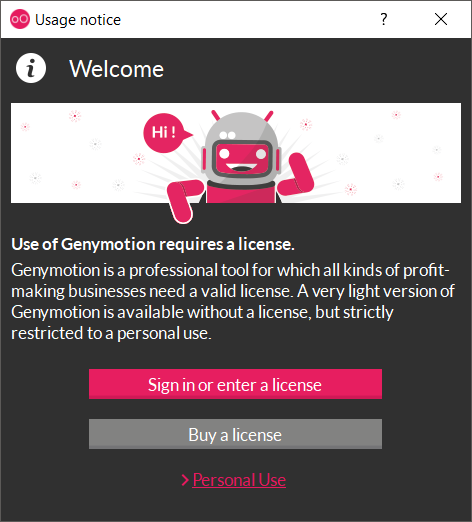 Usage notice
Welcome
Hi !
Use of Genymotion requires a license.
Genymotion is a professional tool for which all kinds of profit-
making businesses need a valid license. A very light version of
Genymotion is available without a license, but strictly
restricted to a personal use.
Sign in or enter a license
Buy a license
Personal Use